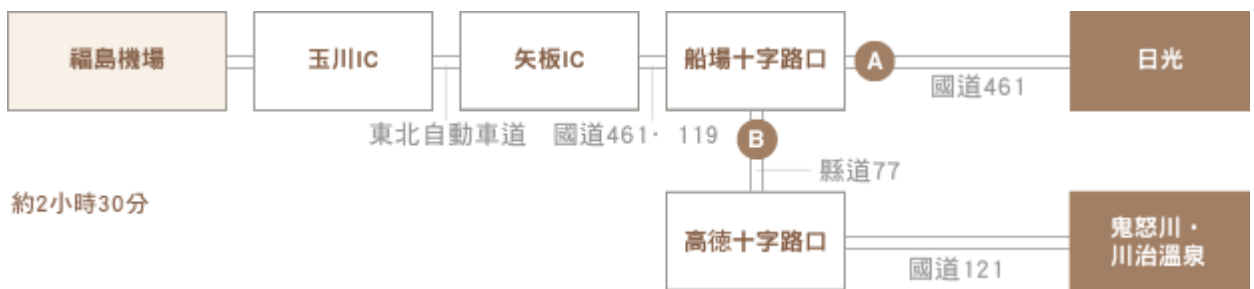 福島機場
玉川IC
矢板IC
船場十字路口
A
日光
國道461
東北自動車道
國道461· 119
B
縣道77
約2小時30分
高徳十字路口
鬼怒川·
川治溫泉
國道121